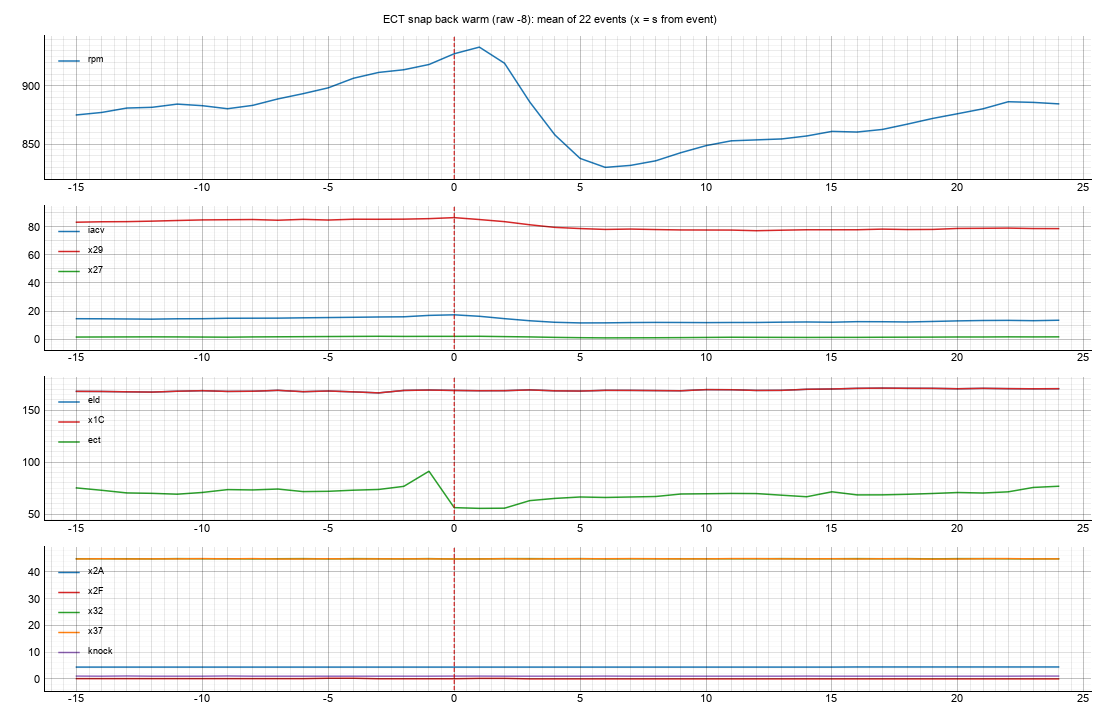 ECT snap back warm (raw -8): mean of 22 events (x = s from event)
rpm
900
850
-15 -10 -5 0 5 10 15 20 25
iacv
x29
x27
80
60
40
20
0
-15 -10 -5 0 5 10 15 20 25
eld
x1C
ect
150
100
50
-15 -10 -5 0 5 10 15 20 25
x2A
x2F
x32
x37
knock
40
30
20
10
0
-15 -10 -5 0 5 10 15 20 25